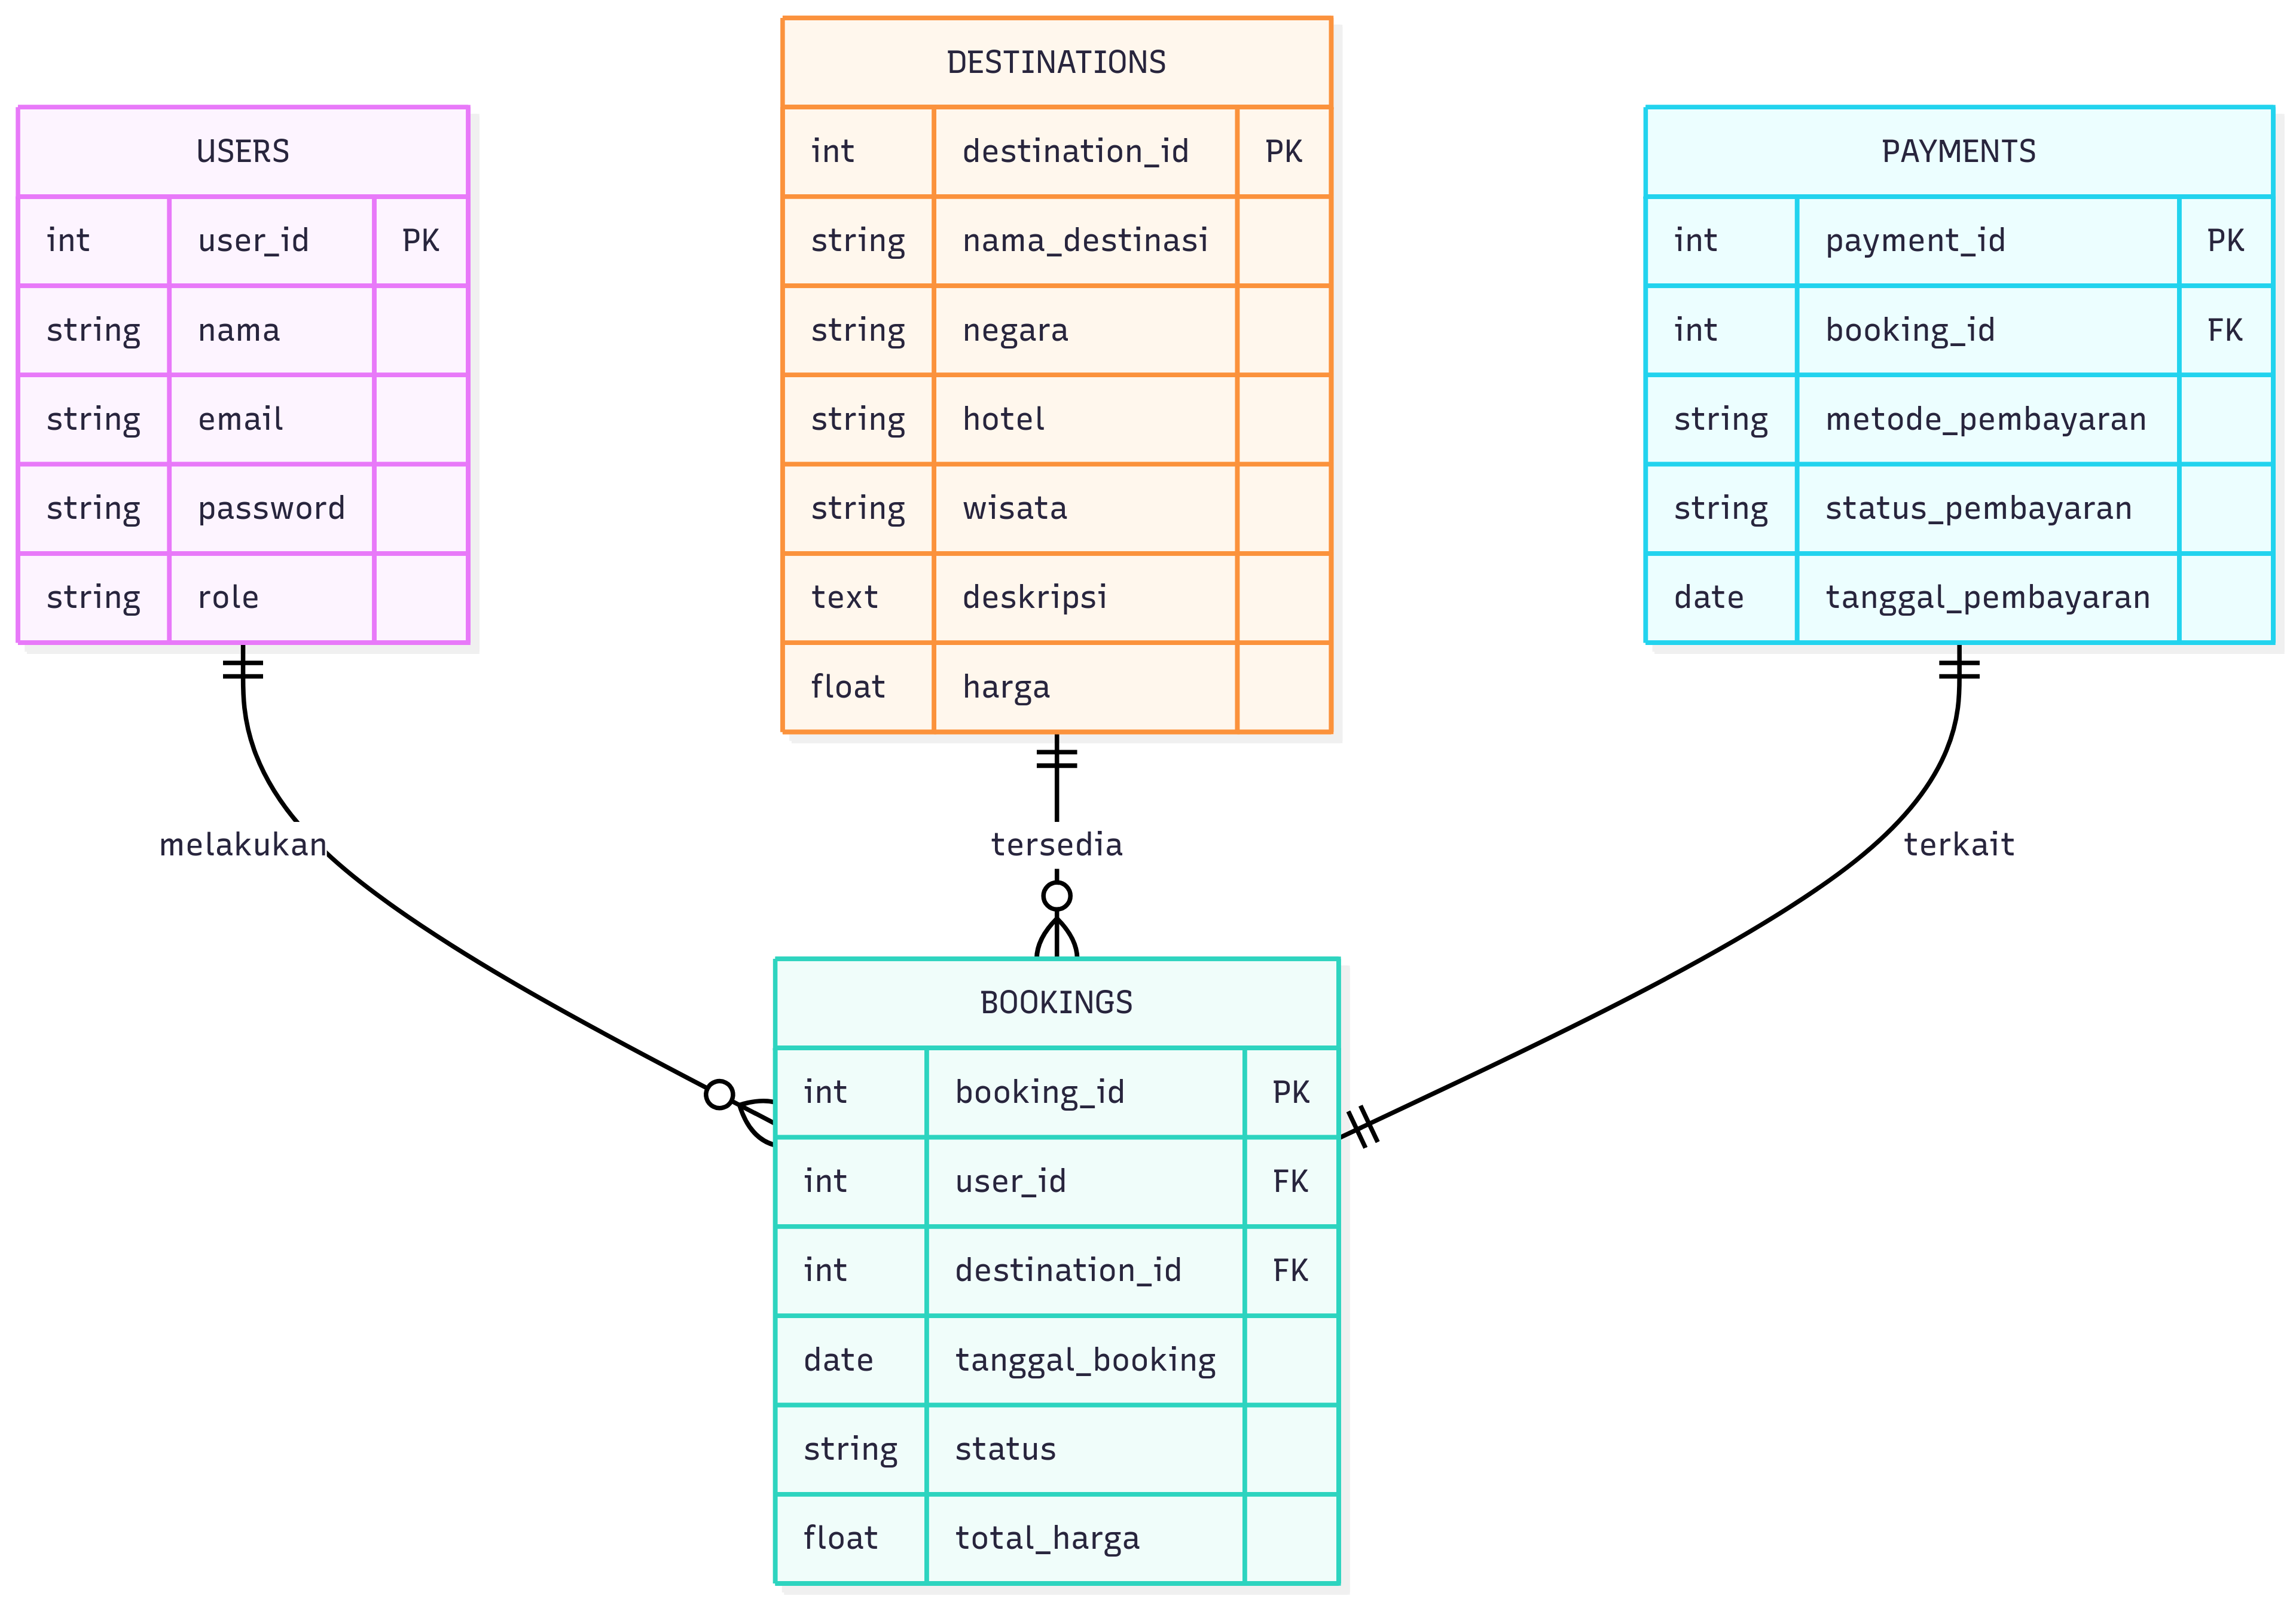 USERS
int user_id PK
string nama
string email
string password
string role
DESTINATIONS
int destination_id PK
string nama_destinasi
string negara
string hotel
string wisata
text deskripsi
float harga
PAYMENTS
int payment_id PK
int booking_id FK
string metode_pembayaran
string status_pembayaran
date tanggal_pembayaran
melakukan
tersedia
terkait
BOOKINGS
int booking_id PK
int user_id FK
int destination_id FK
date tanggal_booking
string status
float total_harga